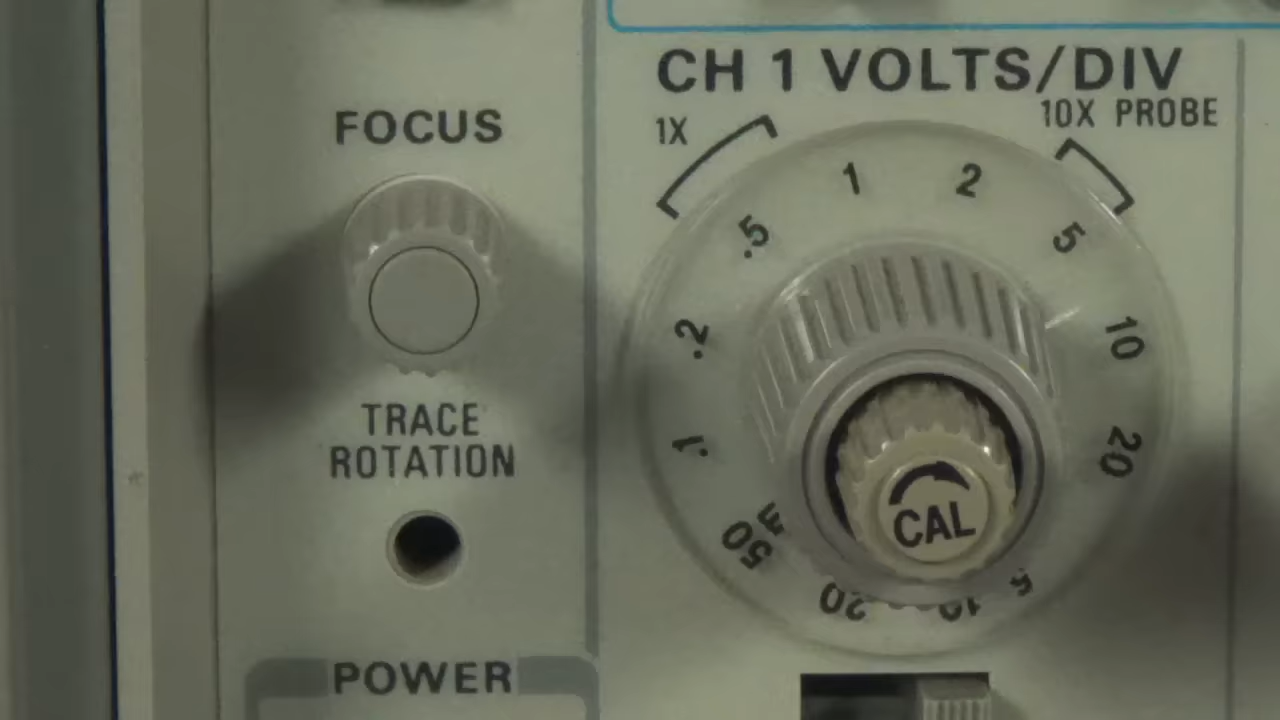 CH 1 VOLTS/DIV
1X
10X PROBE
FOCUS
1
2
.5
5
.2
10
.1
20
50
m
20
10
5
CAL
TRACE
ROTATION
POWER